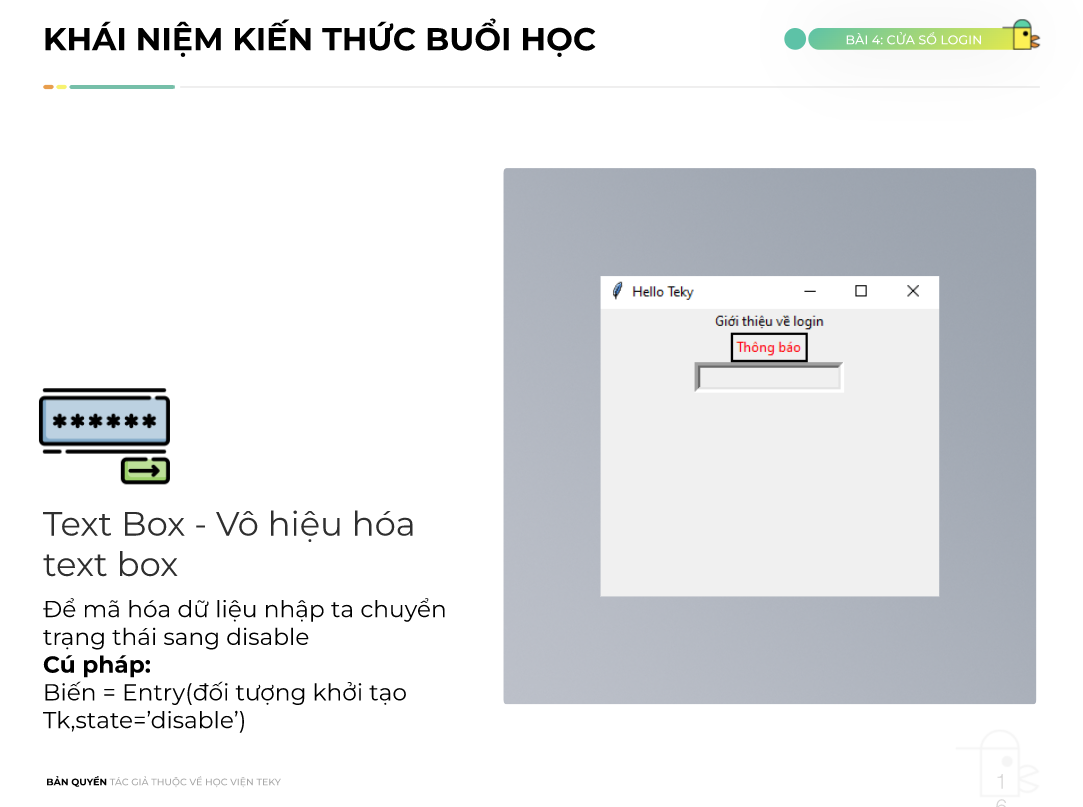 KHÁI NIỆM KIẾN THỨC BUỔI HỌC
BÀI 4: CỬA SỔ LOGIN
Hello Teky
Giới thiệu về login
Thông báo
******
Text Box - Vô hiệu hóa
text box
Để mã hóa dữ liệu nhập ta chuyển
trạng thái sang disable
Cú pháp:
Biến = Entry(đối tượng khởi tạo
Tk,state=’disable’)
BẢN QUYỀN TÁC GIẢ THUỘC VỀ HỌC VIỆN TEKY
1
6